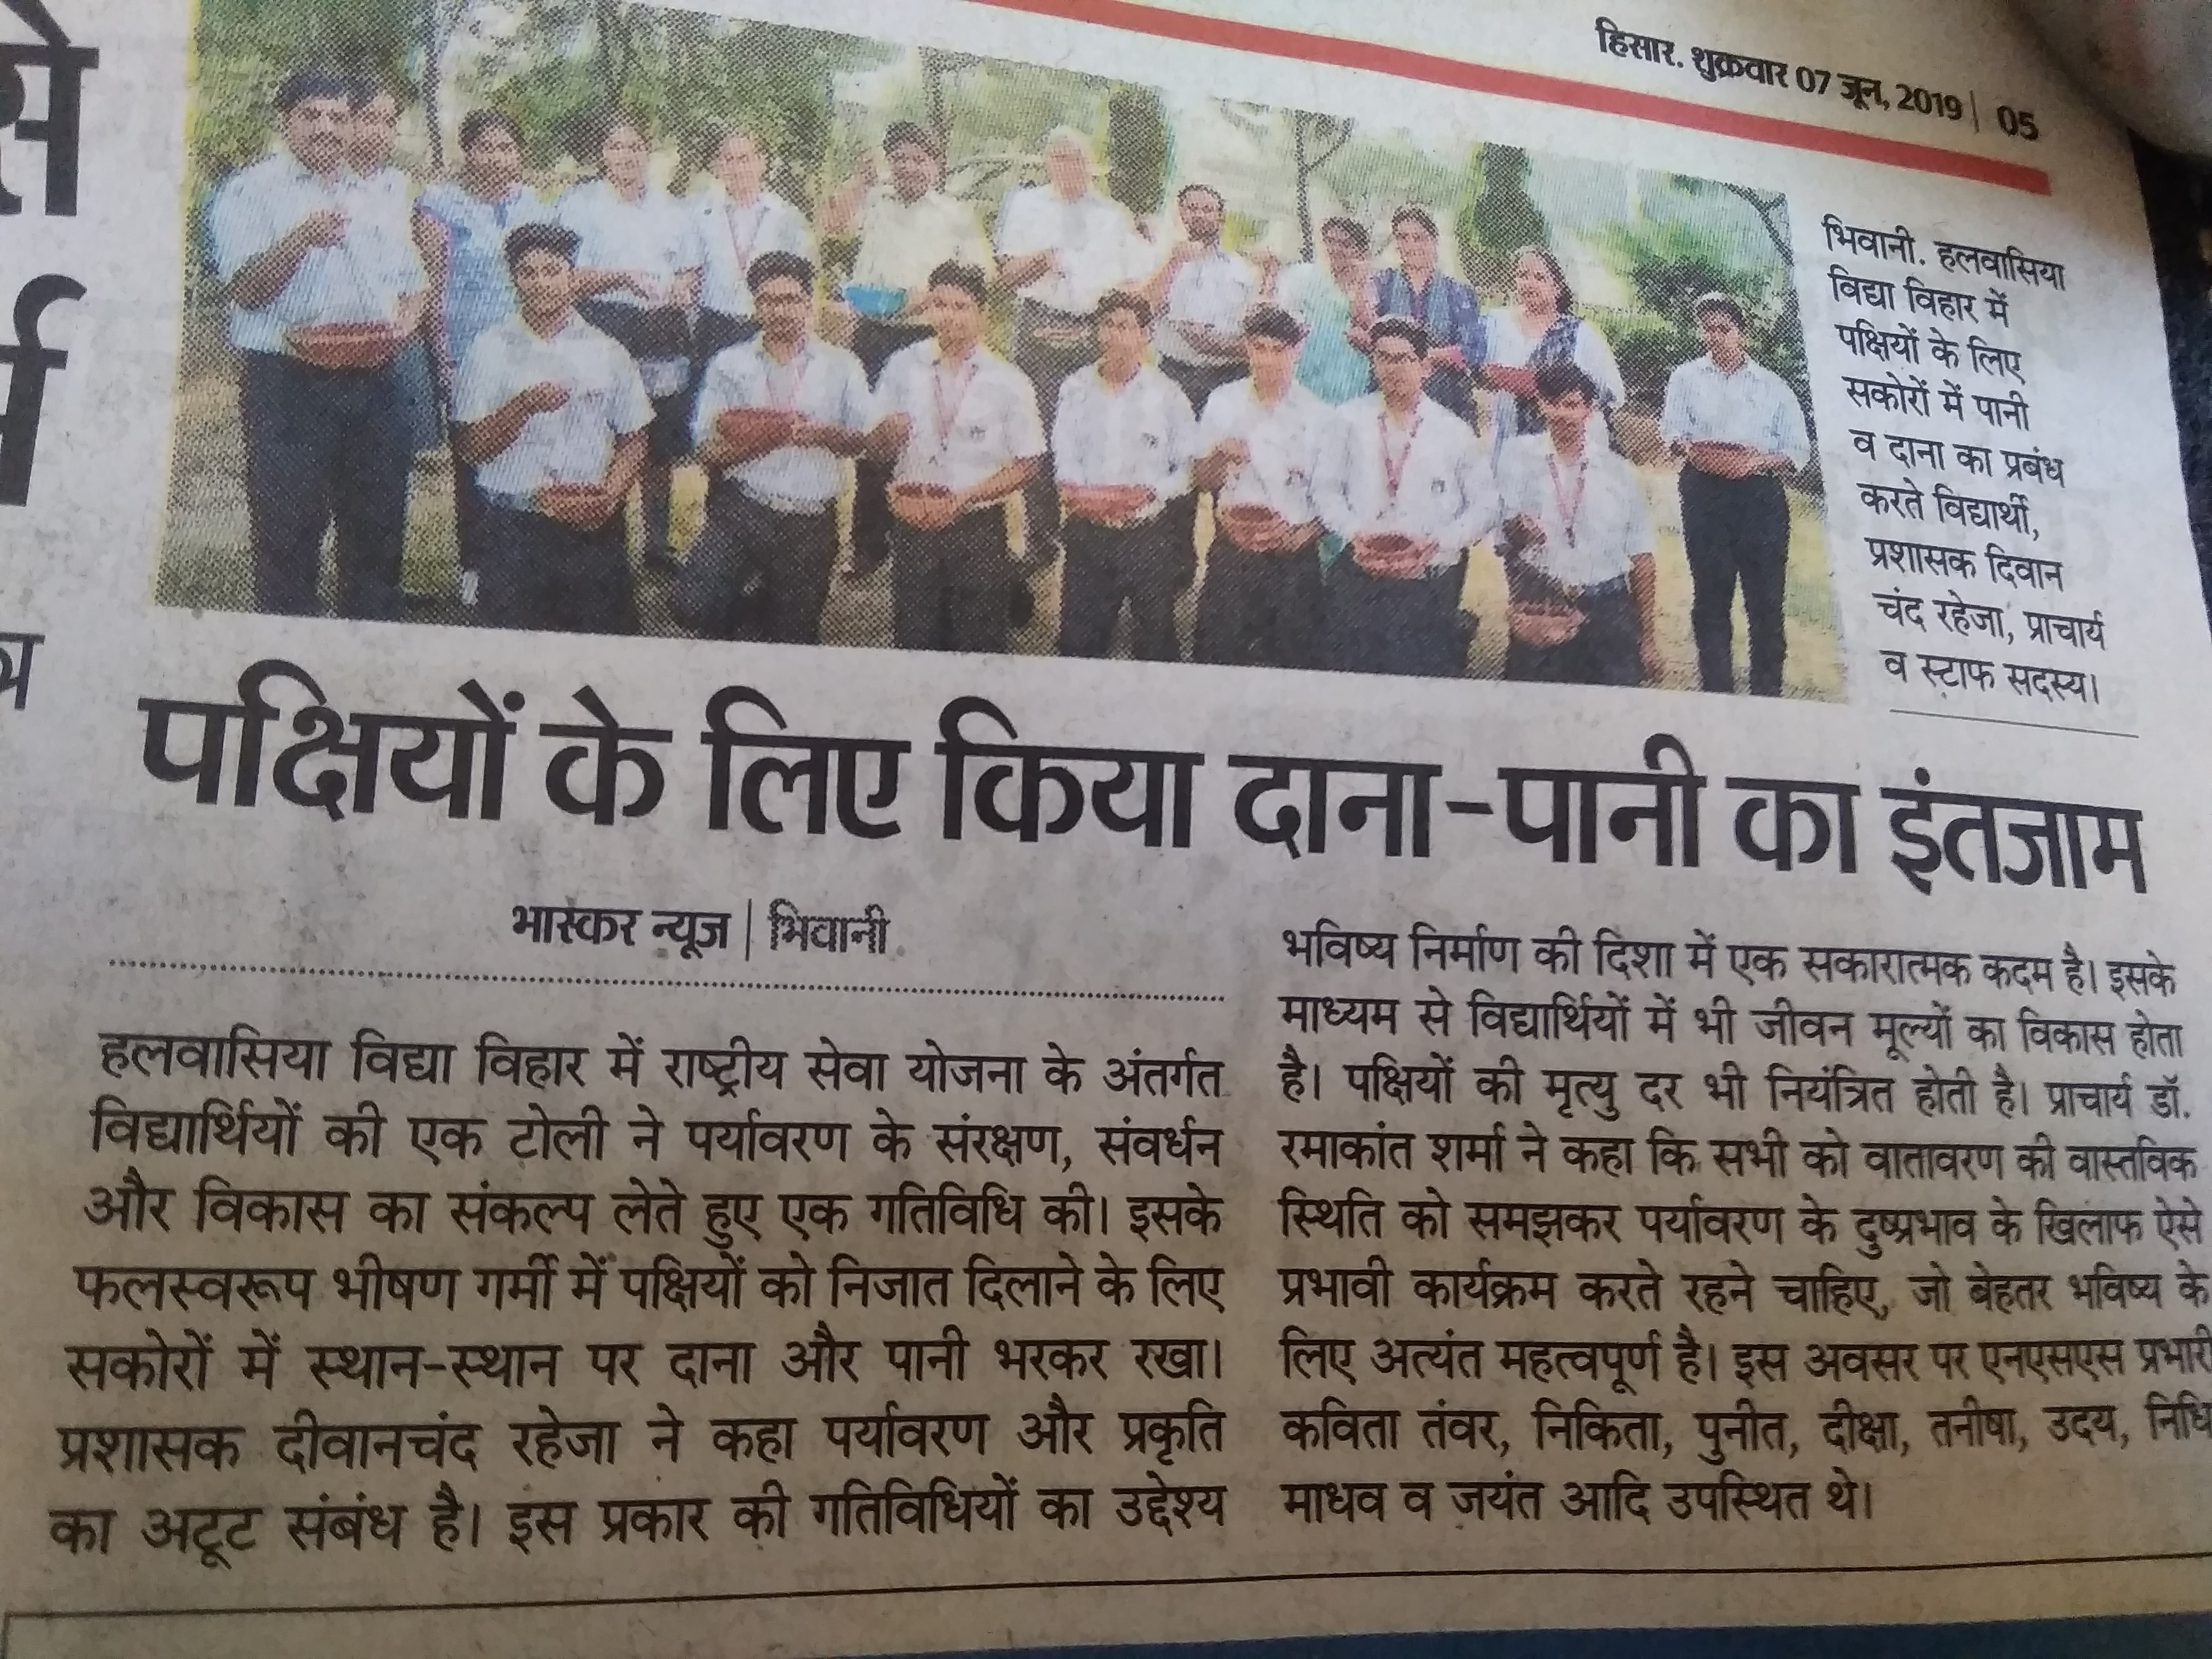 हिसार. शुक्रवार 07 जून, 2019 | 05
भिवानी. हलवासिया
विद्या विहार में
पक्षियों के लिए
सकोरों में पानी
व दाना का प्रबंध
करते विद्यार्थी,
प्रशासक दिवान
चंद रहेजा, प्राचार्य
व स्टाफ सदस्य।
पक्षियों के लिए किया दाना-पानी का इंतजाम
भास्कर न्यूज | भिवानी
हलवासिया विद्या विहार में राष्ट्रीय सेवा योजना के अंतर्गत
विद्यार्थियों की एक टोली ने पर्यावरण के संरक्षण, संवर्धन
और विकास का संकल्प लेते हुए एक गतिविधि की। इसके
फलस्वरूप भीषण गर्मी में पक्षियों को निजात दिलाने के लिए
सकोरों में स्थान-स्थान पर दाना और पानी भरकर रखा।
प्रशासक दीवानचंद रहेजा ने कहा पर्यावरण और प्रकृति
का अटूट संबंध है। इस प्रकार की गतिविधियों का उद्देश्य
भविष्य निर्माण की दिशा में एक सकारात्मक कदम है। इसके
माध्यम से विद्यार्थियों में भी जीवन मूल्यों का विकास होता
है। पक्षियों की मृत्यु दर भी नियंत्रित होती है। प्राचार्य डॉ.
रमाकांत शर्मा ने कहा कि सभी को वातावरण की वास्तविक
स्थिति को समझकर पर्यावरण के दुष्प्रभाव के खिलाफ ऐसे
प्रभावी कार्यक्रम करते रहने चाहिए, जो बेहतर भविष्य के
लिए अत्यंत महत्वपूर्ण है। इस अवसर पर एनएसएस प्रभारी
कविता तंवर, निकिता, पुनीत, दीक्षा, तनीषा, उदय, निधि
माधव व जयंत आदि उपस्थित थे।